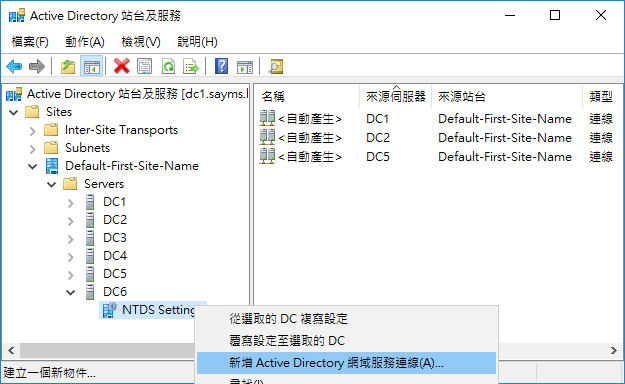 Active Directory 站台及服務
檔案(F) 動作(A) 檢視(V) 說明(H)
Active Directory 站台及服務 [dc1.sayms.l
Sites
Inter-Site Transports
Subnets
Default-First-Site-Name
Servers
DC1
DC2
DC3
DC4
DC5
DC6
NTDS Setting
名稱 來源伺服器 來源站台 類型
<自動產生> DC1 Default-First-Site-Name 連線
<自動產生> DC2 Default-First-Site-Name 連線
<自動產生> DC5 Default-First-Site-Name 連線
從選取的 DC 複寫設定
覆寫設定至選取的 DC
新增 Active Directory 網域服務連線(A)...
尋找(I)
建立一個新物件...